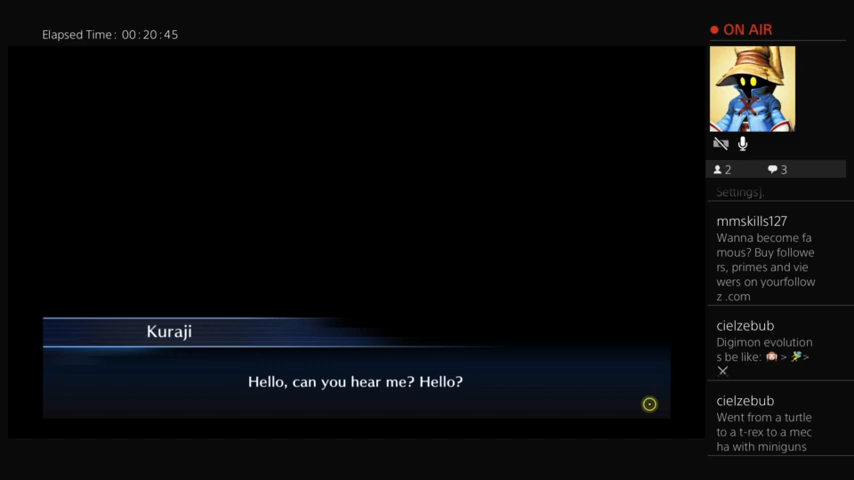 Elapsed Time: 00:20:45
ON AIR
2
3
Settings].
mmskills127
Wanna become fa
mous? Buy followe
rs, primes and vie
wers on yourfollow
z .com
cielzebub
Digimon evolution
s be like: 🐵 > 🧚 >
⚔
cielzebub
Went from a turtle
to a t-rex to a mec
ha with miniguns
Kuraji
Hello, can you hear me? Hello?